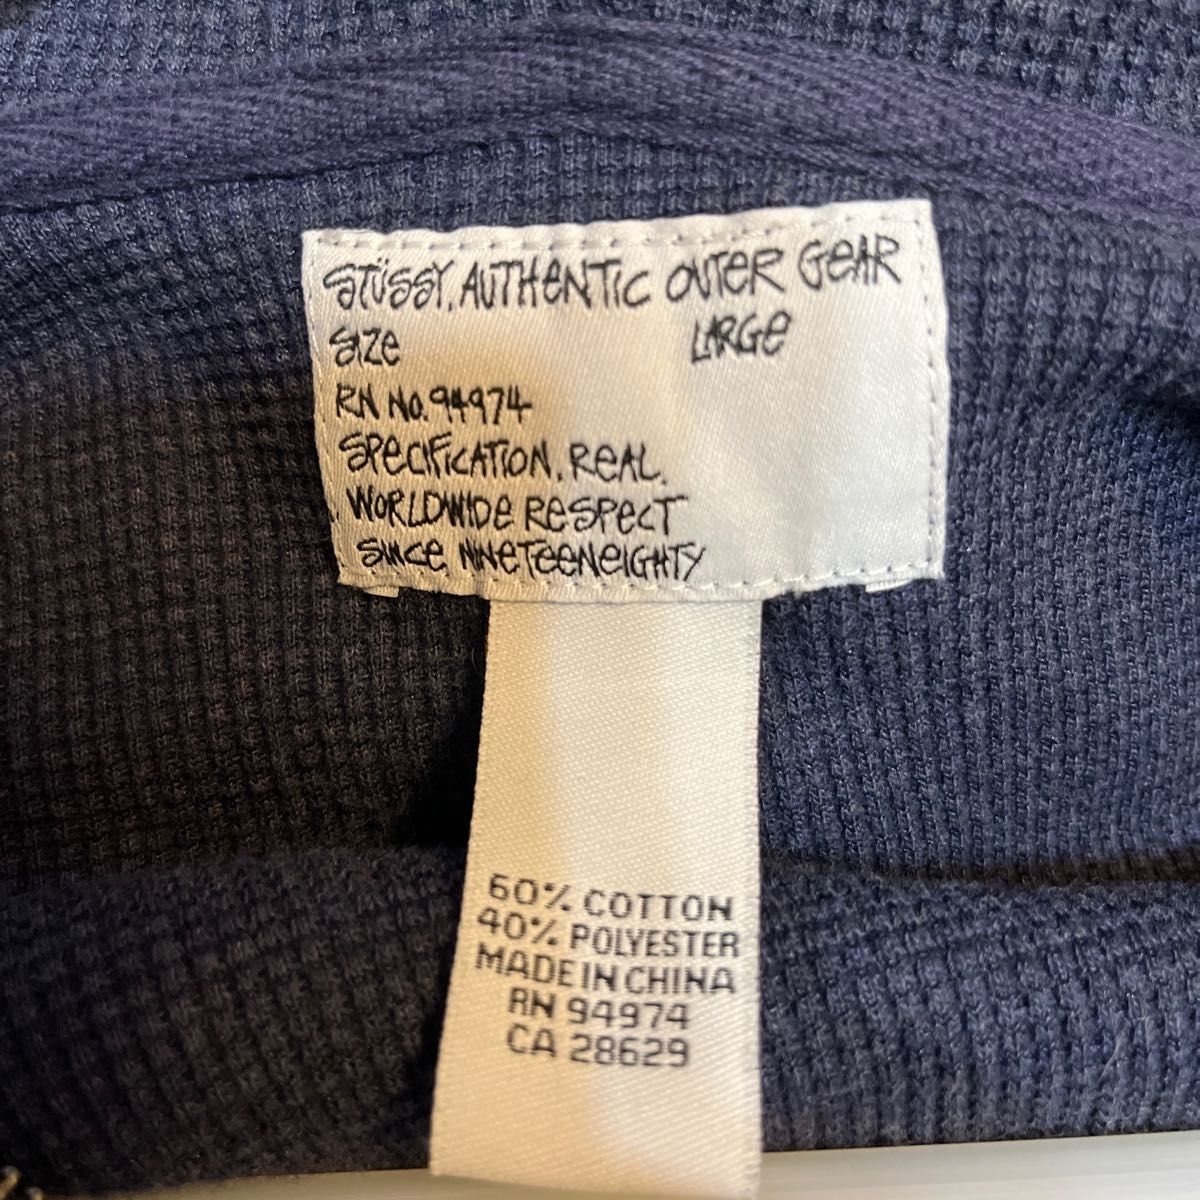 STÜSSY, AUTHENTIC OUTER GEAR
SIZE LARGE
RN NO. 94974
SPECIFICATION, REAL,
WORLDWIDE RESPECT
SINCE NINETEENEIGHTY
60% COTTON
40% POLYESTER
MADE IN CHINA
RN 94974
CA 28629